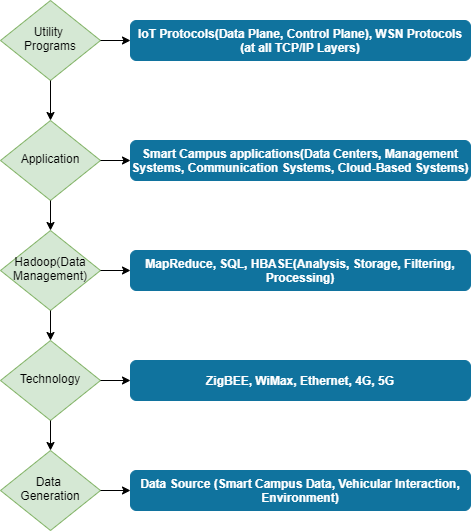 Utility
Programs
IoT Protocols(Data Plane, Control Plane), WSN Protocols
(at all TCP/IP Layers)
Application
Smart Campus applications(Data Centers, Management
Systems, Communication Systems, Cloud-Based Systems)
Hadoop(Data
Management)
MapReduce, SQL, HBASE(Analysis, Storage, Filtering,
Processing)
Technology
ZigBEE, WiMax, Ethernet, 4G, 5G
Data
Generation
Data Source (Smart Campus Data, Vehicular Interaction,
Environment)